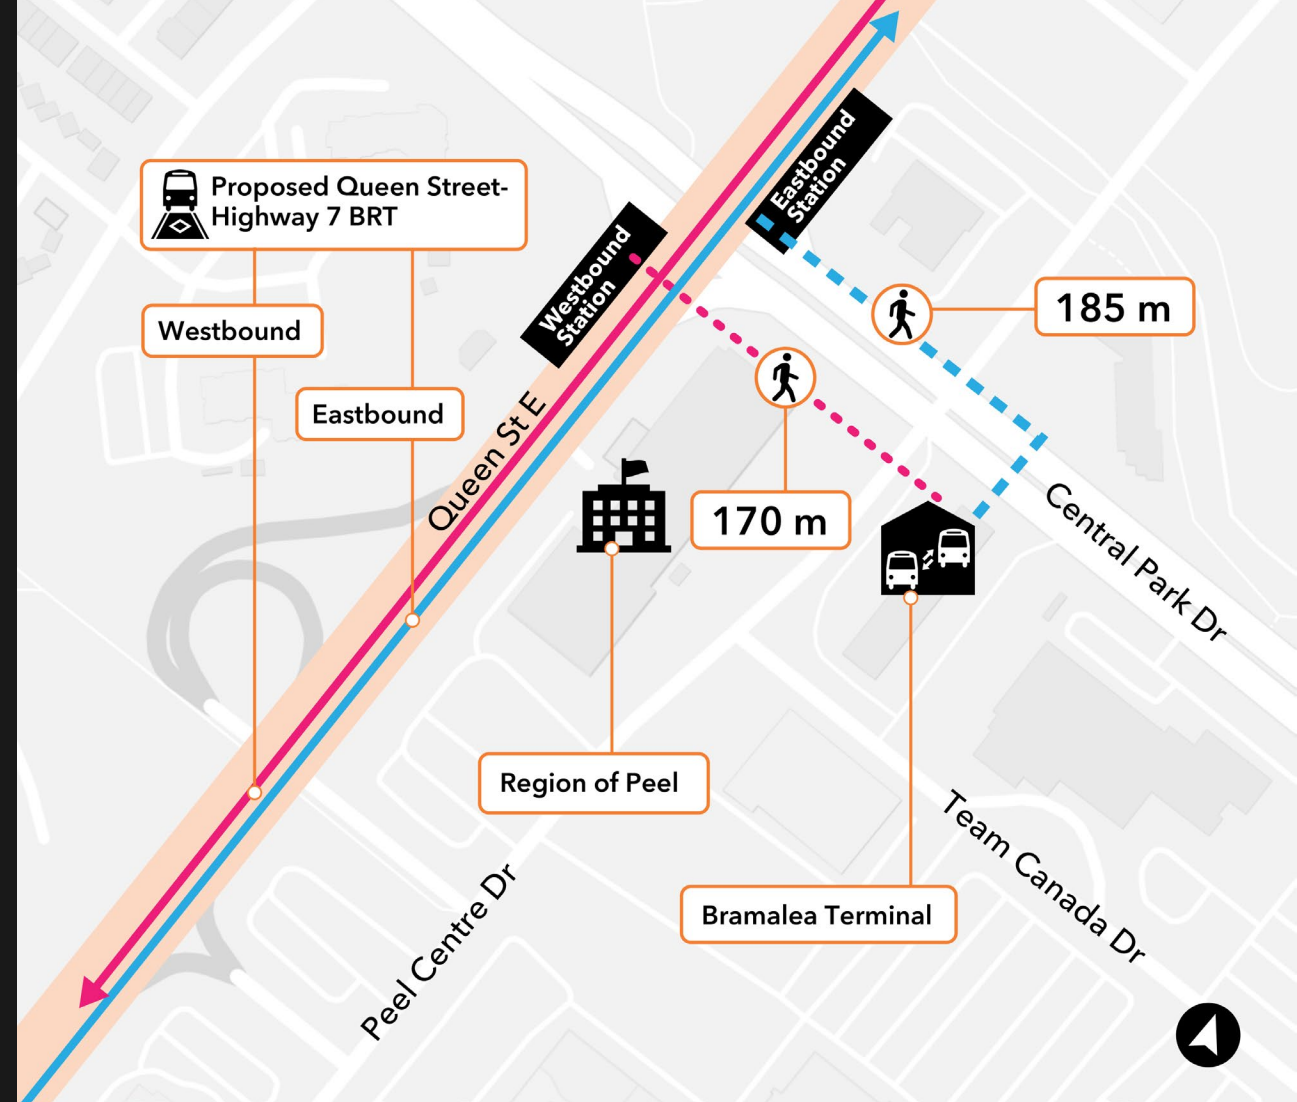 Proposed Queen Street-
Highway 7 BRT
Westbound
Eastbound
Westbound
Station
Eastbound
Station
185 m
170 m
Queen St E
Central Park Dr
Region of Peel
Bramalea Terminal
Team Canada Dr
Peel Centre Dr